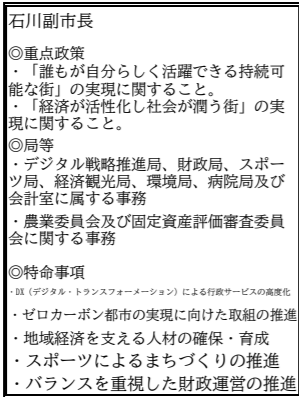 石川副市長
◎重点政策
・「誰もが自分らしく活躍できる持続可
能な街」の実現に関すること。
・「経済が活性化し社会が潤う街」の実
現に関すること。
◎局等
・デジタル戦略推進局、財政局、スポー
ツ局、経済観光局、環境局、病院局及び
会計室に属する事務
・農業委員会及び固定資産評価審査委員
会に関する事務
◎特命事項
・DX（デジタル・トランスフォーメーション）による行政サービスの高度化
・ゼロカーボン都市の実現に向けた取組の推進
・地域経済を支える人材の確保・育成
・スポーツによるまちづくりの推進
・バランスを重視した財政運営の推進